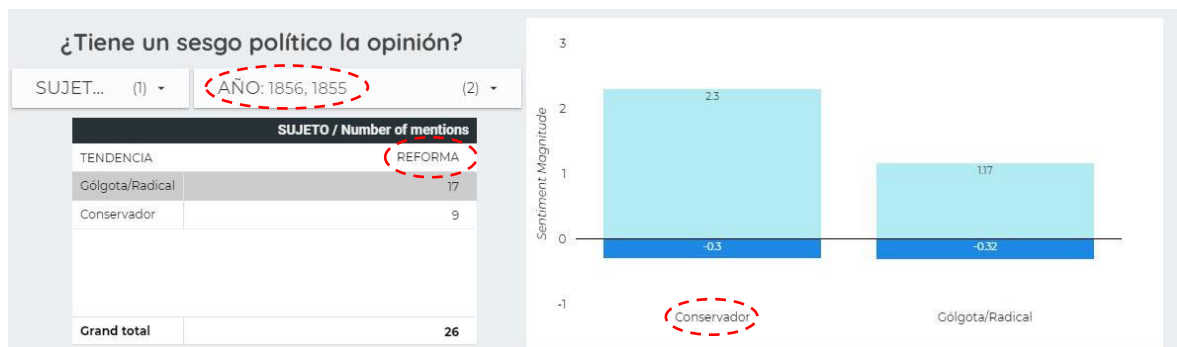 ¿Tiene un sesgo político la opinión?
SUJET... (1)
AÑO: 1856, 1855 (2)
SUJETO / Number of mentions
TENDENCIA REFORMA
Gólgota/Radical 17
Conservador 9
Grand total 26
3
2
1
0
-1
Sentiment Magnitude
2.3
1.17
-0.3
-0.32
Conservador
Gólgota/Radical